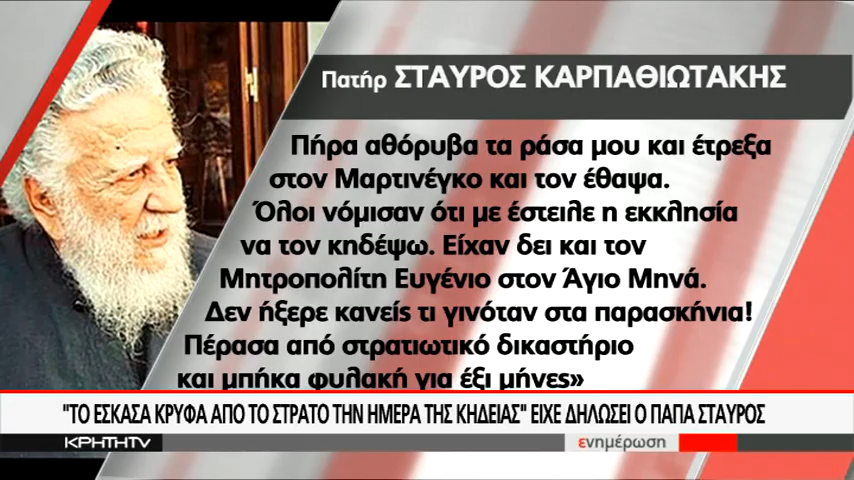 Πατήρ ΣΤΑΥΡΟΣ ΚΑΡΠΑΘΙΩΤΑΚΗΣ
Πήρα αθόρυβα τα ράσα μου και έτρεξα
στον Μαρτινέγκο και τον έθαψα.
Όλοι νόμισαν ότι με έστειλε η εκκλησία
να τον κηδέψω. Είχαν δει και τον
Μητροπολίτη Ευγένιο στον Άγιο Μηνά.
Δεν ήξερε κανείς τι γινόταν στα παρασκήνια!
Πέρασα από στρατιωτικό δικαστήριο
και μπήκα φυλακή για έξι μήνες»
"ΤΟ ΕΣΚΑΣΑ ΚΡΥΦΑ ΑΠΟ ΤΟ ΣΤΡΑΤΟ ΤΗΝ ΗΜΕΡΑ ΤΗΣ ΚΗΔΕΙΑΣ" ΕΙΧΕ ΔΗΛΩΣΕΙ Ο ΠΑΠΑ ΣΤΑΥΡΟΣ
ΚΡΗΤΗTV
ενημέρωση